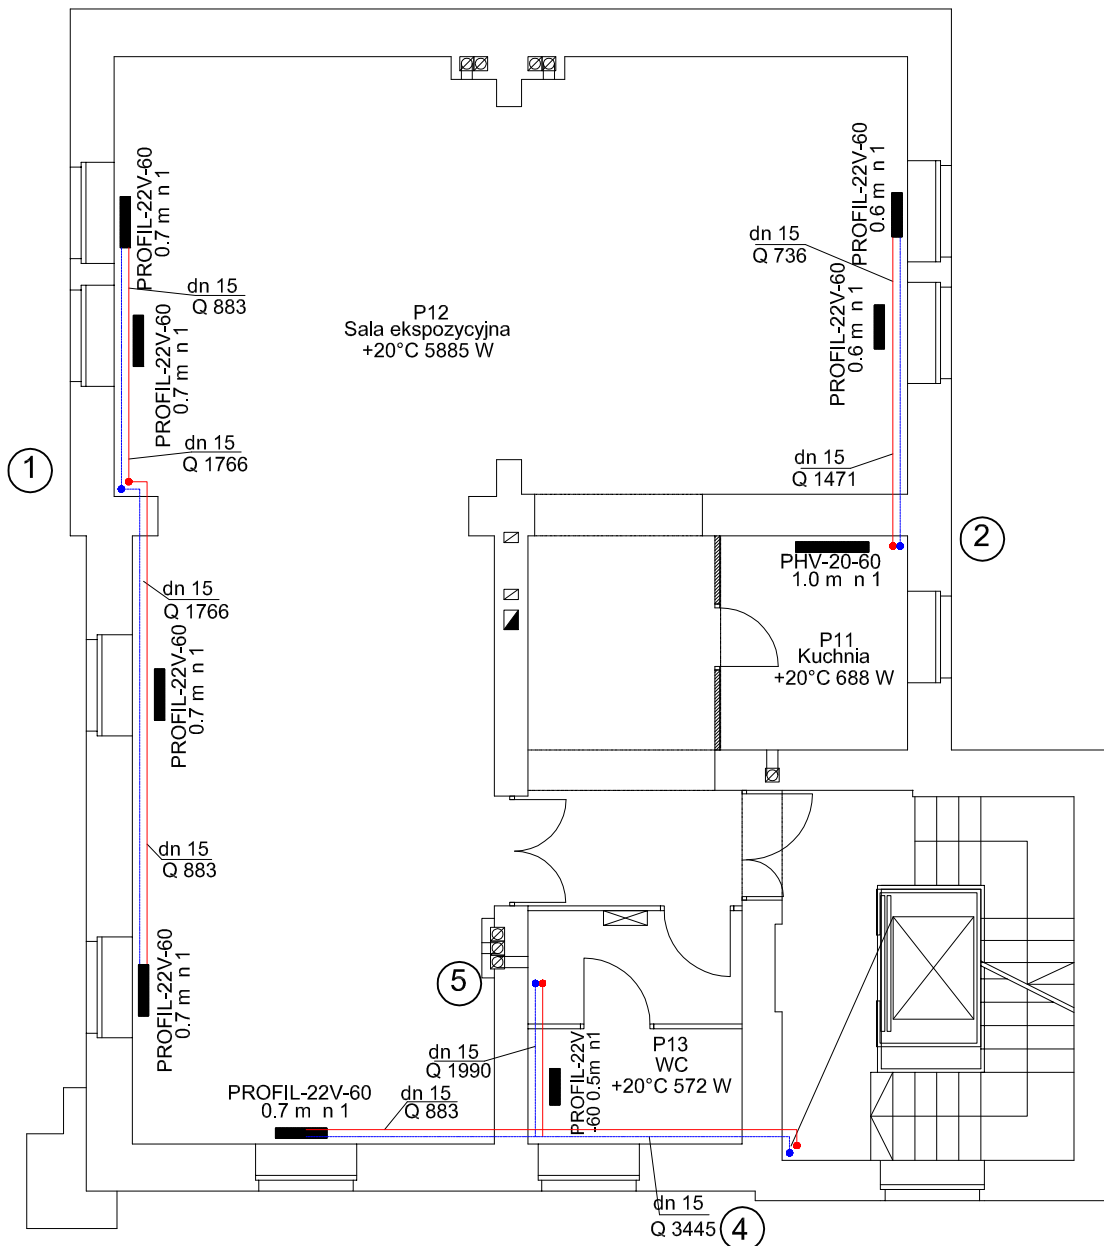 PROFIL-22V-60
0.7 m n 1
dn 15
Q 883
PROFIL-22V-60
0.7 m n 1
dn 15
Q 1766
1
P12
Sala ekspozycyjna
+20°C 5885 W
PROFIL-22V-60
0.6 m n 1
dn 15
Q 736
PROFIL-22V-60
0.6 m n 1
dn 15
Q 1471
2
PHV-20-60
1.0 m n 1
P11
Kuchnia
+20°C 688 W
dn 15
Q 1766
PROFIL-22V-60
0.7 m n 1
dn 15
Q 883
PROFIL-22V-60
0.7 m n 1
5
dn 15
Q 1990
PROFIL-22V
-60 0.5m n1
P13
WC
+20°C 572 W
PROFIL-22V-60
0.7 m n 1
dn 15
Q 883
dn 15
Q 3445
4